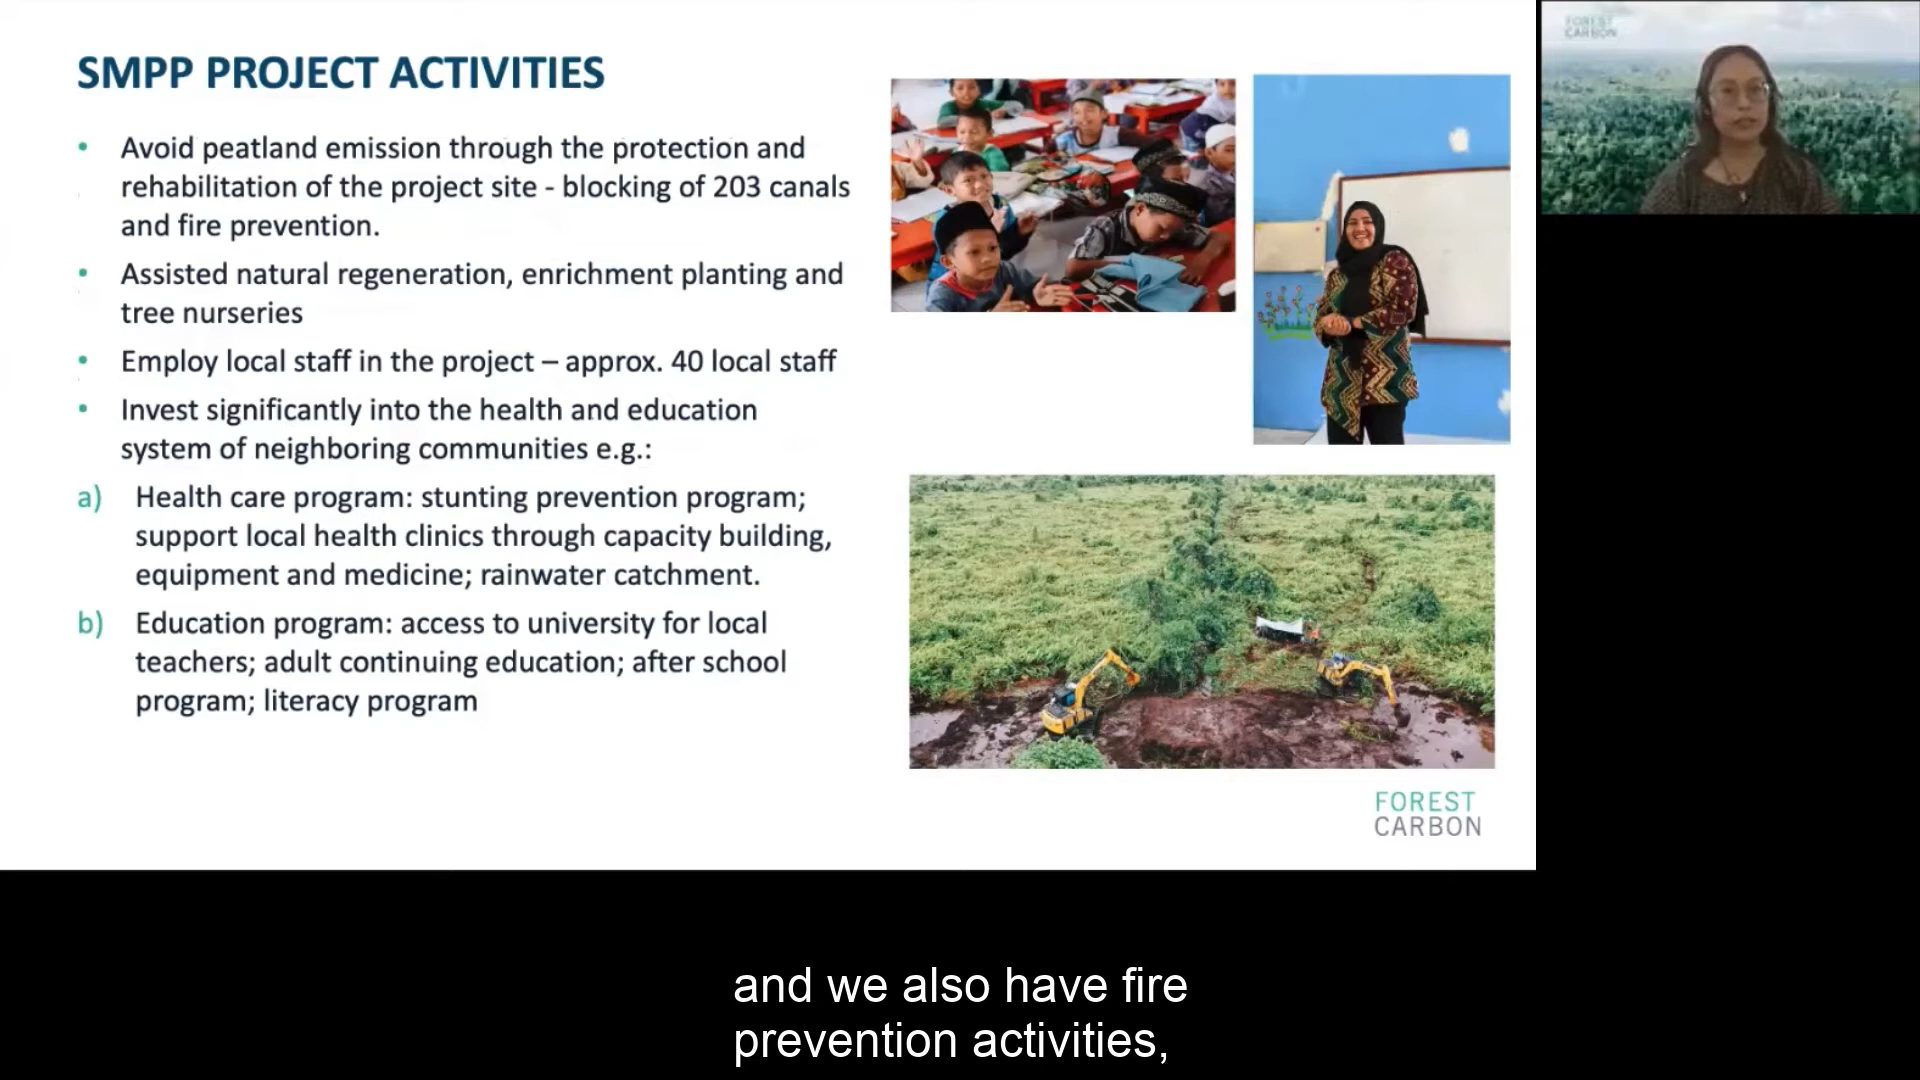 SMPP PROJECT ACTIVITIES
• Avoid peatland emission through the protection and
rehabilitation of the project site - blocking of 203 canals
and fire prevention.
• Assisted natural regeneration, enrichment planting and
tree nurseries
• Employ local staff in the project – approx. 40 local staff
• Invest significantly into the health and education
system of neighboring communities e.g.:
a) Health care program: stunting prevention program;
support local health clinics through capacity building,
equipment and medicine; rainwater catchment.
b) Education program: access to university for local
teachers; adult continuing education; after school
program; literacy program
FOREST
CARBON
FOREST
CARBON
and we also have fire
prevention activities,